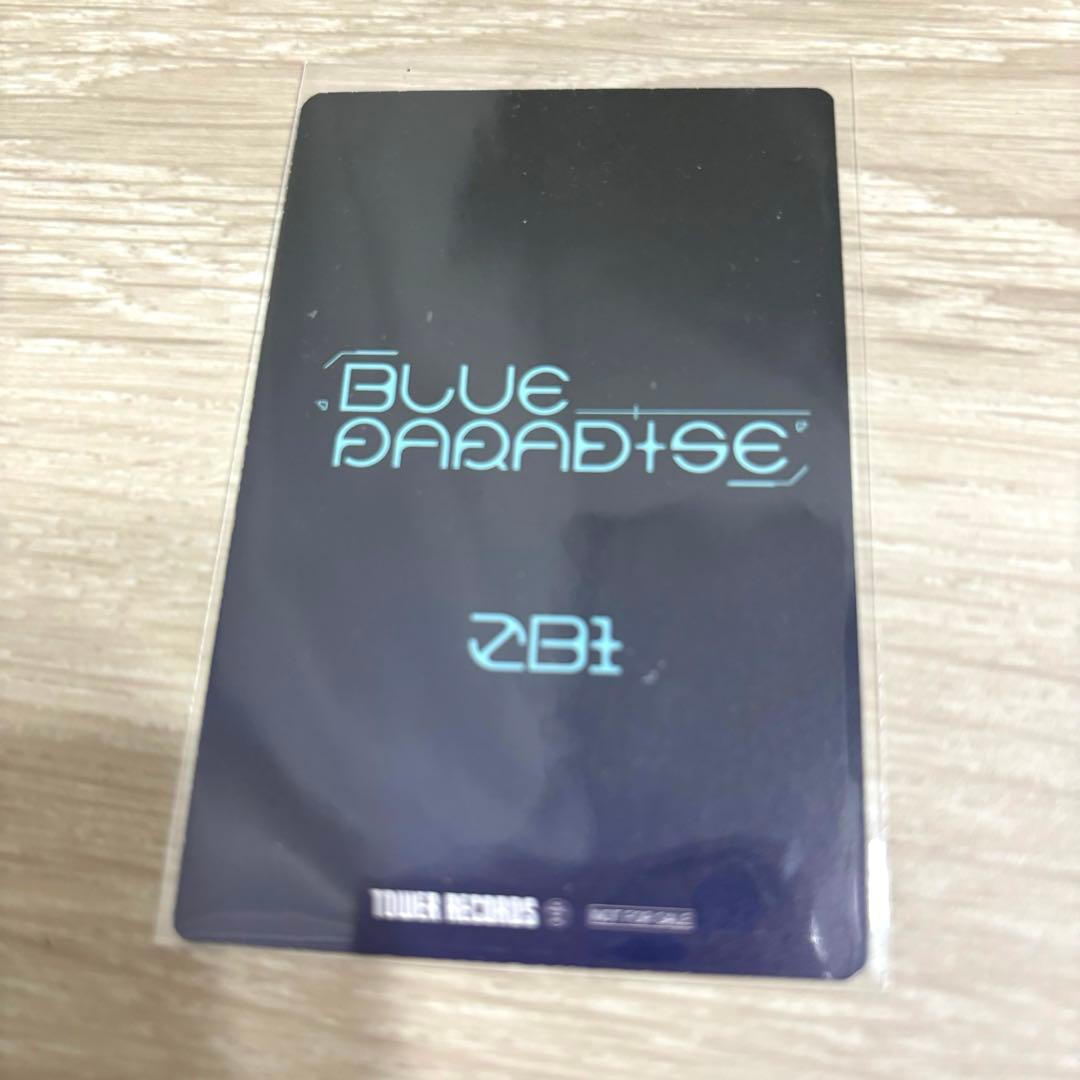 BLUE
PARADISE
ZB1
TOWER RECORDS NOT FOR SALE